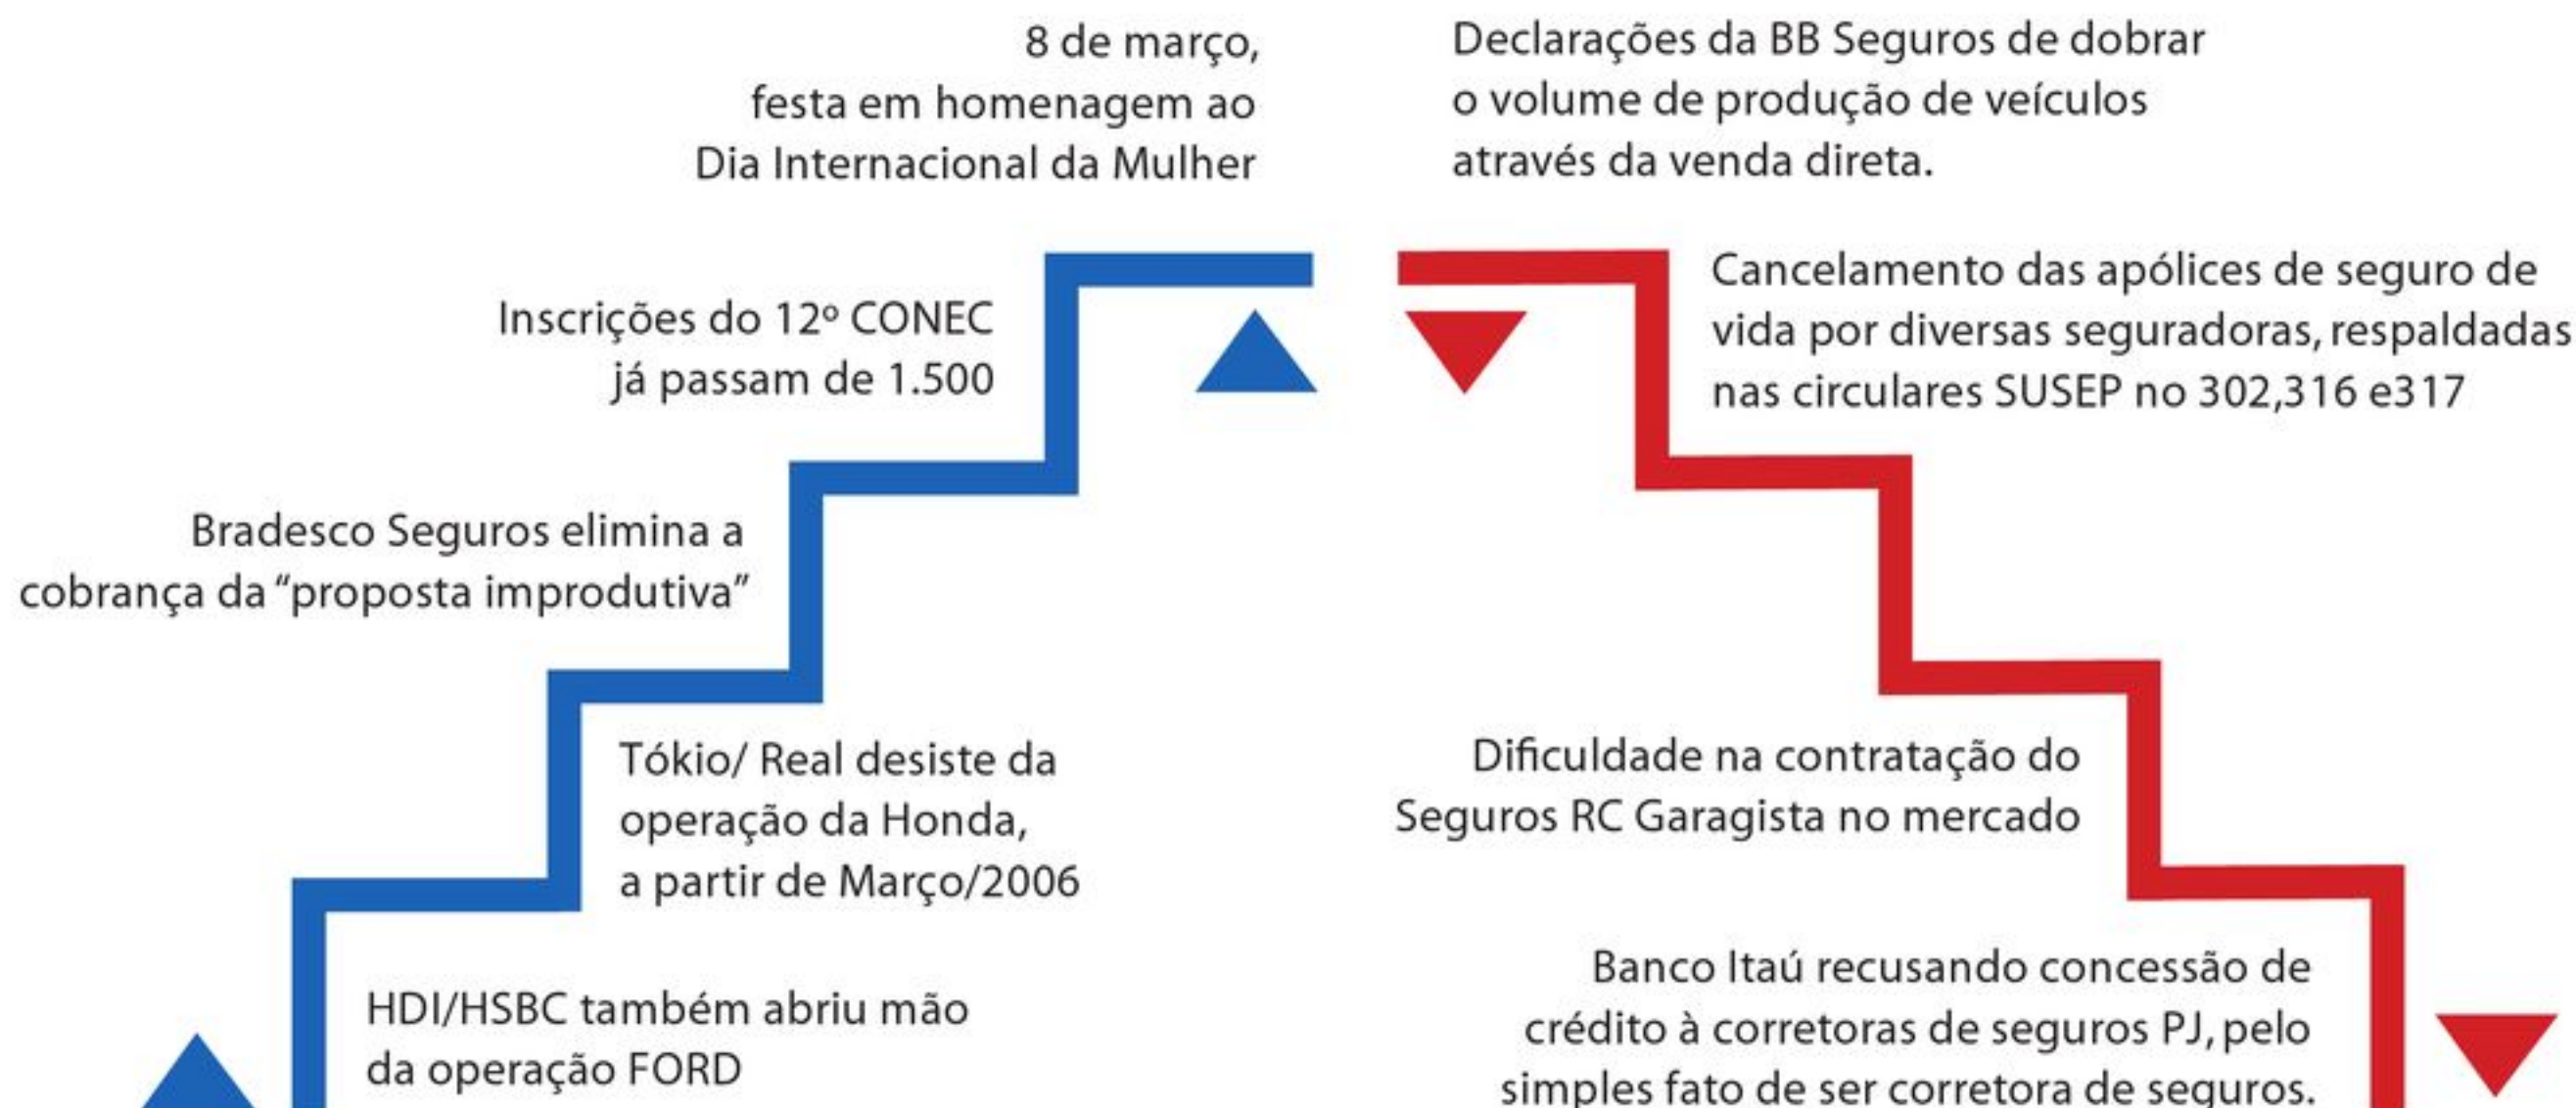 8 de março,
festa em homenagem ao
Dia Internacional da Mulher
Inscrições do 12º CONEC
já passam de 1.500
Bradesco Seguros elimina a
cobrança da “proposta improdutiva”
Tókio/ Real desiste da
operação da Honda,
a partir de Março/2006
HDI/HSBC também abriu mão
da operação FORD
Declarações da BB Seguros de dobrar
o volume de produção de veículos
através da venda direta.
Cancelamento das apólices de seguro de
vida por diversas seguradoras, respaldadas
nas circulares SUSEP no 302,316 e317
Dificuldade na contratação do
Seguros RC Garagista no mercado
Banco Itaú recusando concessão de
crédito à corretoras de seguros PJ, pelo
simples fato de ser corretora de seguros.